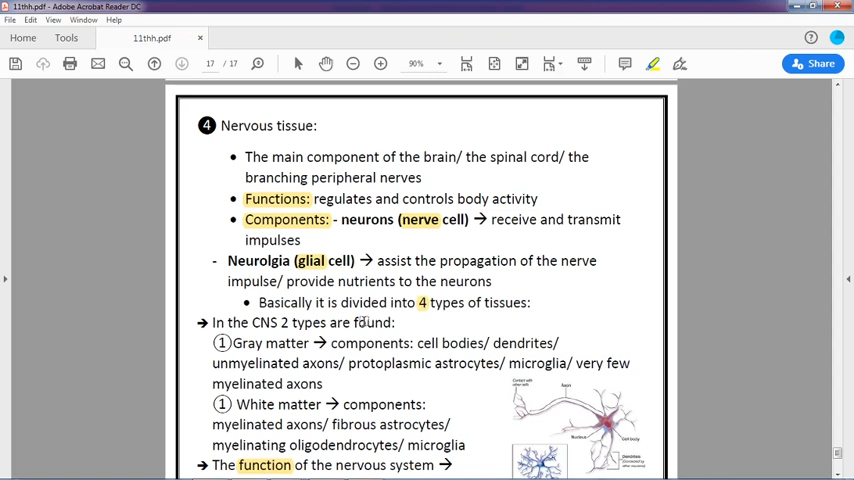 11thh.pdf - Adobe Acrobat Reader DC
File Edit View Window Help
Home Tools 11thh.pdf × Sign In
17 / 17 90% Share
4 Nervous tissue:
• The main component of the brain/ the spinal cord/ the
branching peripheral nerves
• Functions: regulates and controls body activity
• Components: - neurons (nerve cell) → receive and transmit
impulses
- Neurolgia (glial cell) → assist the propagation of the nerve
impulse/ provide nutrients to the neurons
• Basically it is divided into 4 types of tissues:
➔ In the CNS 2 types are found:
① Gray matter → components: cell bodies/ dendrites/
unmyelinated axons/ protoplasmic astrocytes/ microglia/ very few
myelinated axons
① White matter → components:
myelinated axons/ fibrous astrocytes/
myelinating oligodendrocytes/ microglia
➔ The function of the nervous system →
Axon
Nucleus
Cell body
Dendrites